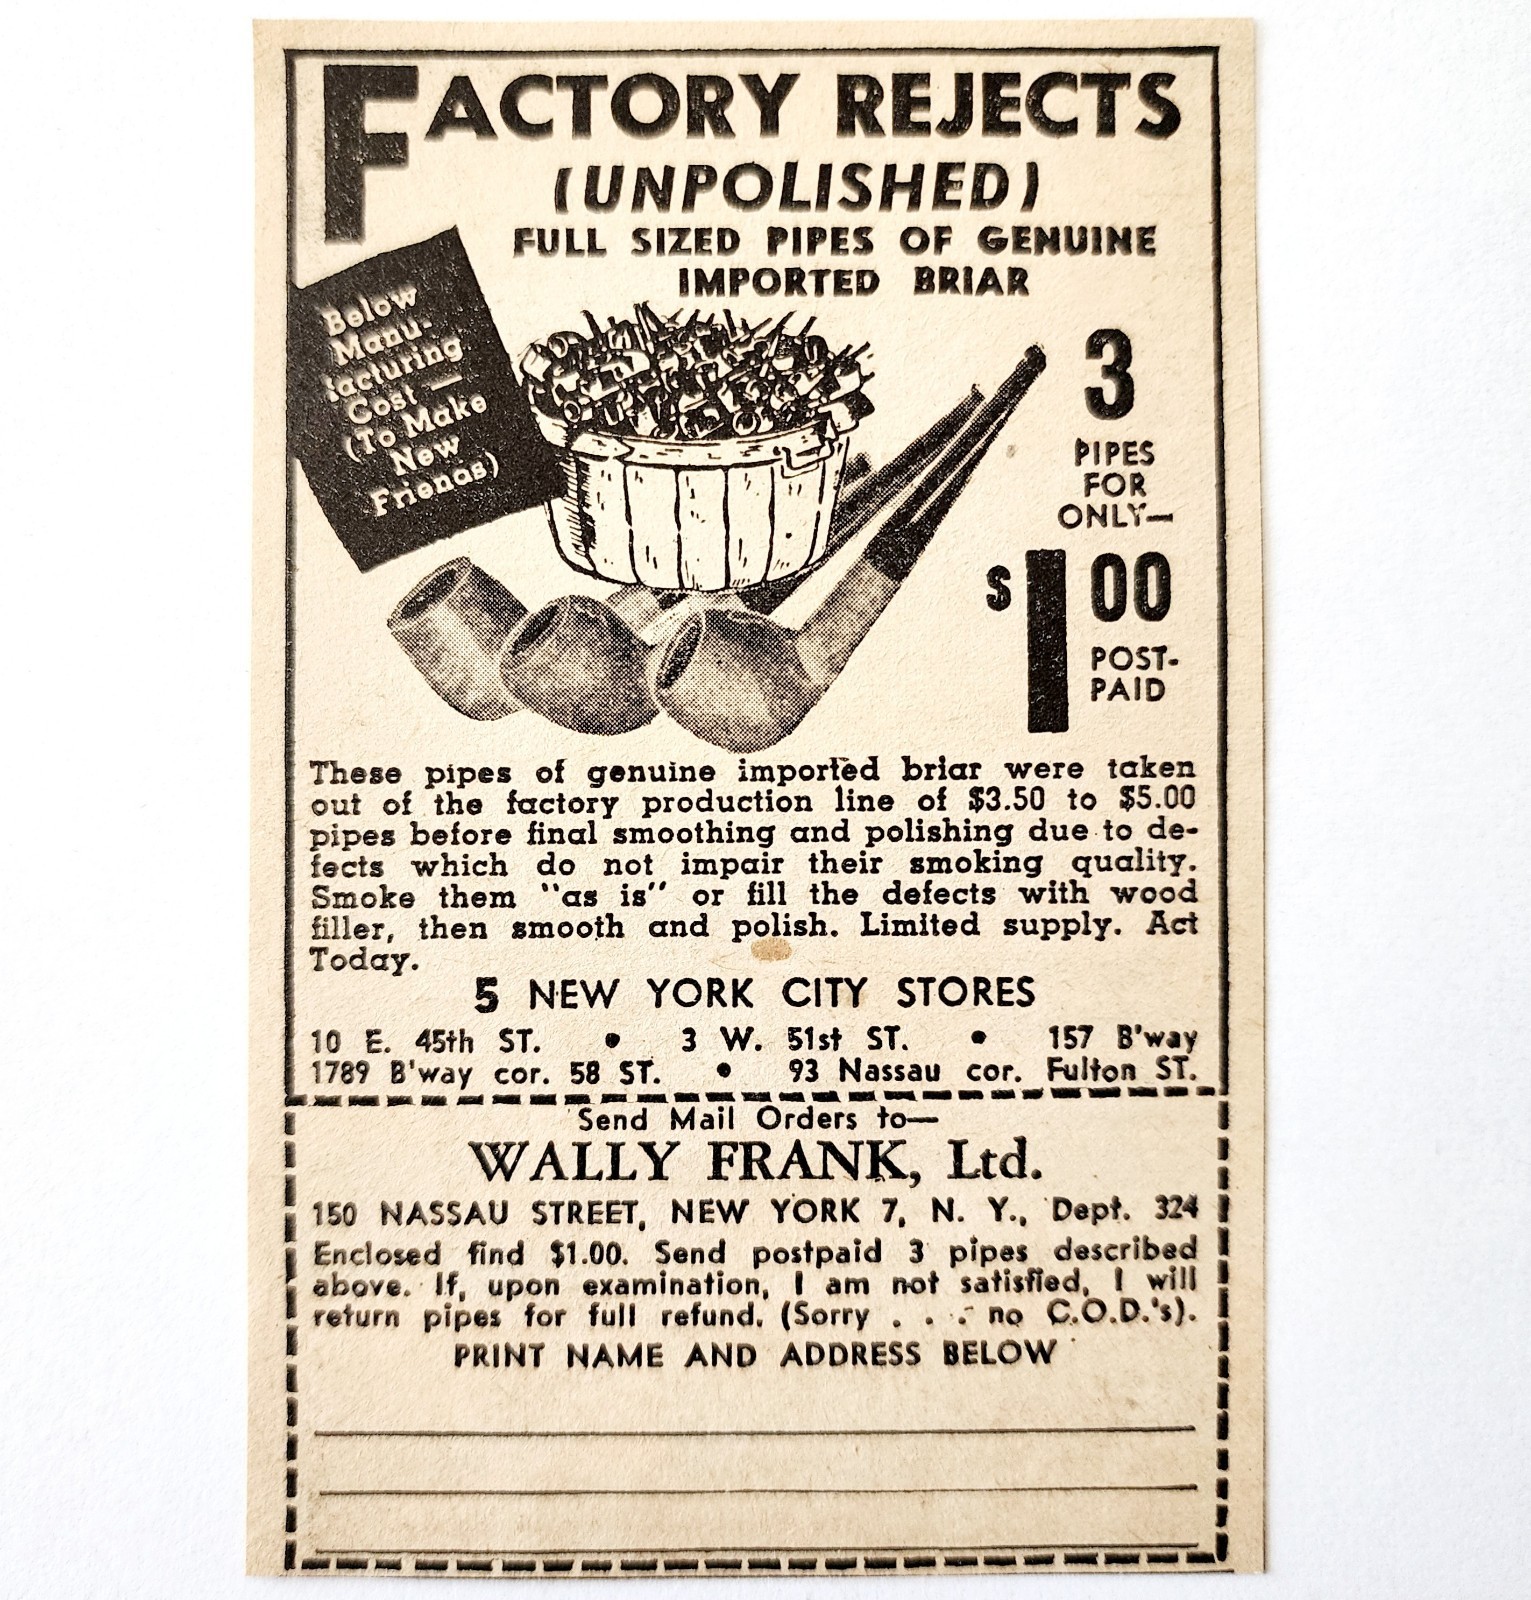 FACTORY REJECTS
(UNPOLISHED)
FULL SIZED PIPES OF GENUINE
IMPORTED BRIAR
Below
Manu-
facturing
Cost —
(To Make
New
Friends)
3
PIPES
FOR
ONLY—
$1.00
POST-
PAID
These pipes of genuine imported briar were taken
out of the factory production line of $3.50 to $5.00
pipes before final smoothing and polishing due to de-
fects which do not impair their smoking quality.
Smoke them "as is" or fill the defects with wood
filler, then smooth and polish. Limited supply. Act
Today.
5 NEW YORK CITY STORES
10 E. 45th ST. • 3 W. 51st ST. • 157 B'way
1789 B'way cor. 58 ST. • 93 Nassau cor. Fulton ST.
Send Mail Orders to—
WALLY FRANK, Ltd.
150 NASSAU STREET, NEW YORK 7, N. Y., Dept. 324
Enclosed find $1.00. Send postpaid 3 pipes described
above. If, upon examination, I am not satisfied, I will
return pipes for full refund. (Sorry . . . no C.O.D.'s).
PRINT NAME AND ADDRESS BELOW